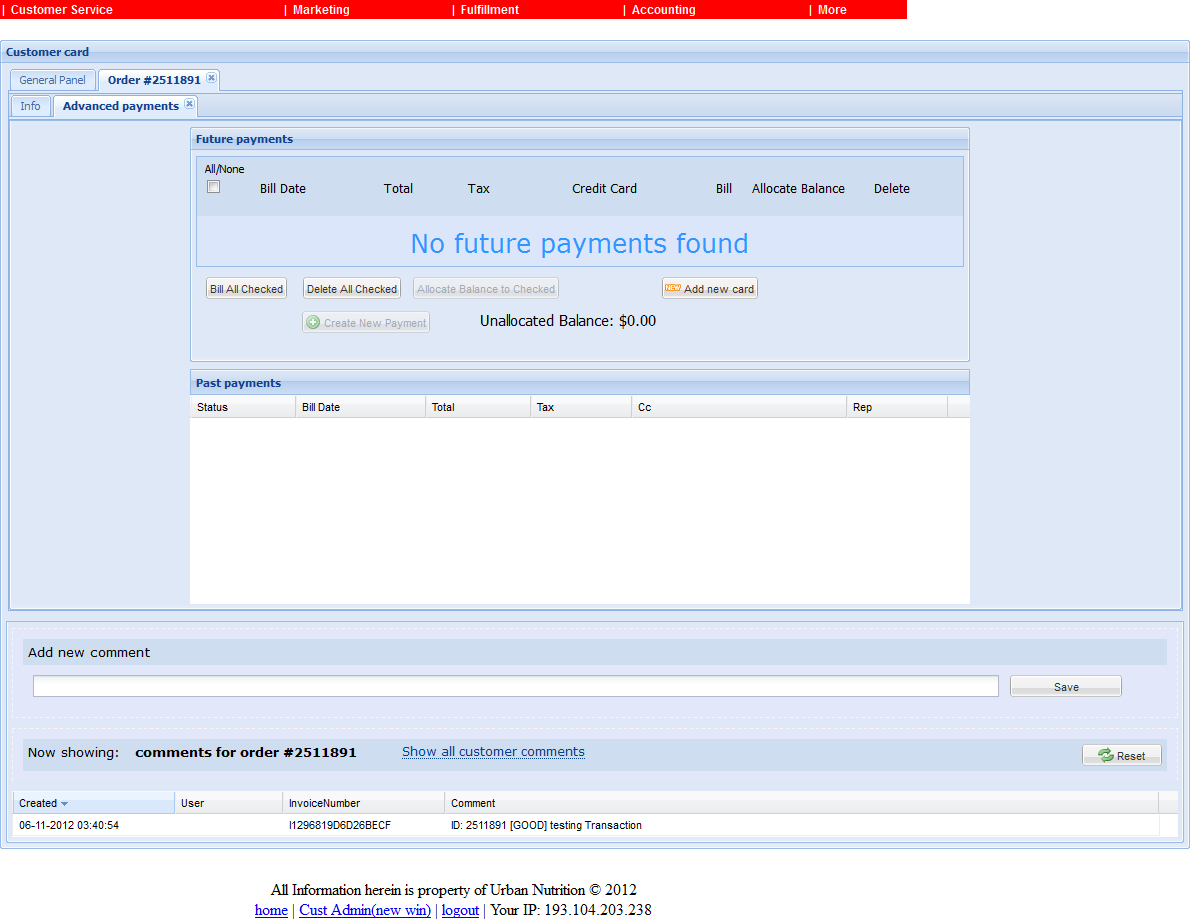 | Customer Service | Marketing | Fulfillment | Accounting | More
Customer card
General Panel Order #2511891
Info Advanced payments
Future payments
All/None
Bill Date Total Tax Credit Card Bill Allocate Balance Delete
No future payments found
Bill All Checked Delete All Checked Allocate Balance to Checked NEW Add new card
Create New Payment Unallocated Balance: $0.00
Past payments
Status Bill Date Total Tax Cc Rep
Add new comment
Save
Now showing: comments for order #2511891 Show all customer comments Reset
Created User InvoiceNumber Comment
06-11-2012 03:40:54 I1296819D6D26BECF ID: 2511891 [GOOD] testing Transaction
All Information herein is property of Urban Nutrition © 2012
home | Cust Admin(new win) | logout | Your IP: 193.104.203.238